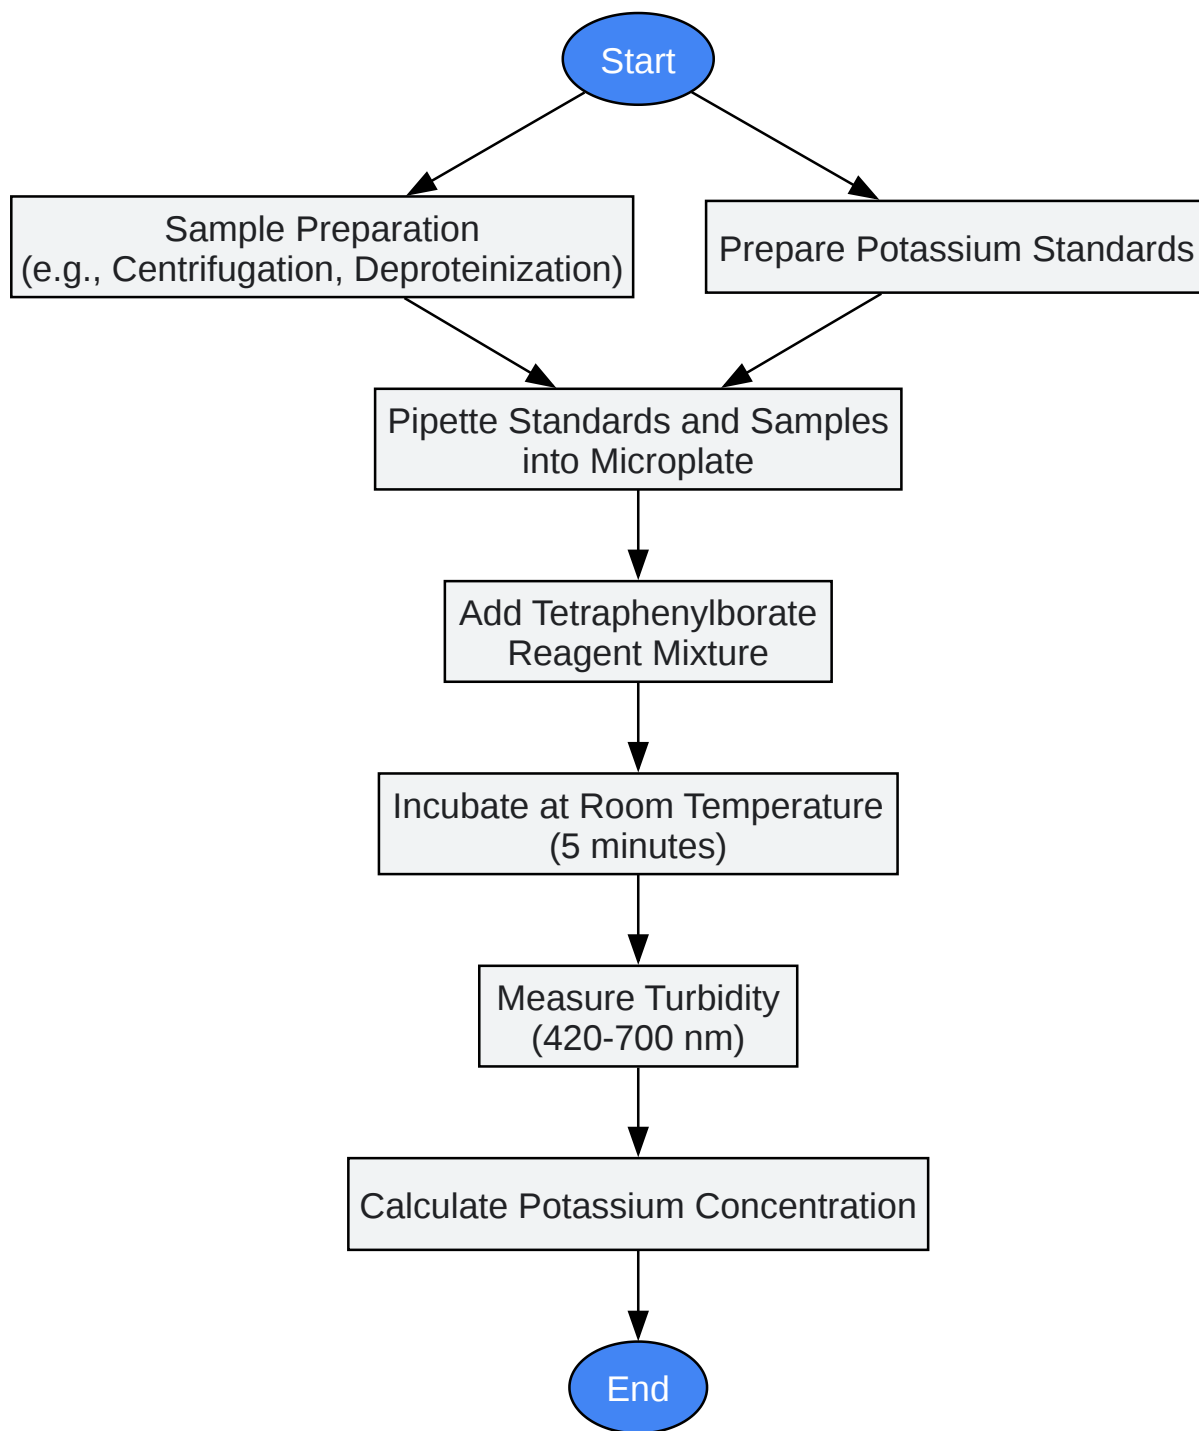 Start
Sample Preparation
(e.g., Centrifugation, Deproteinization)
Prepare Potassium Standards
Pipette Standards and Samples
into Microplate
Add Tetraphenylborate
Reagent Mixture
Incubate at Room Temperature
(5 minutes)
Measure Turbidity
(420-700 nm)
Calculate Potassium Concentration
End